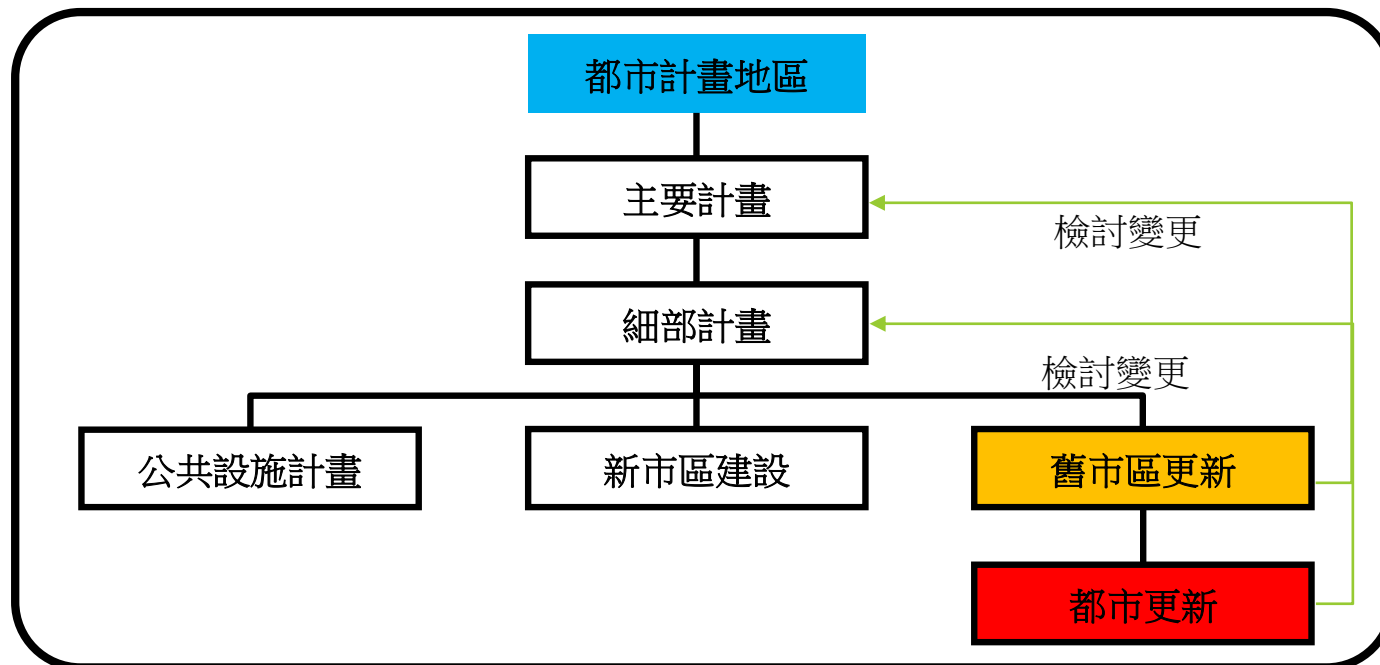 都市計畫地區
主要計畫
檢討變更
細部計畫
檢討變更
公共設施計畫
新市區建設
舊市區更新
都市更新